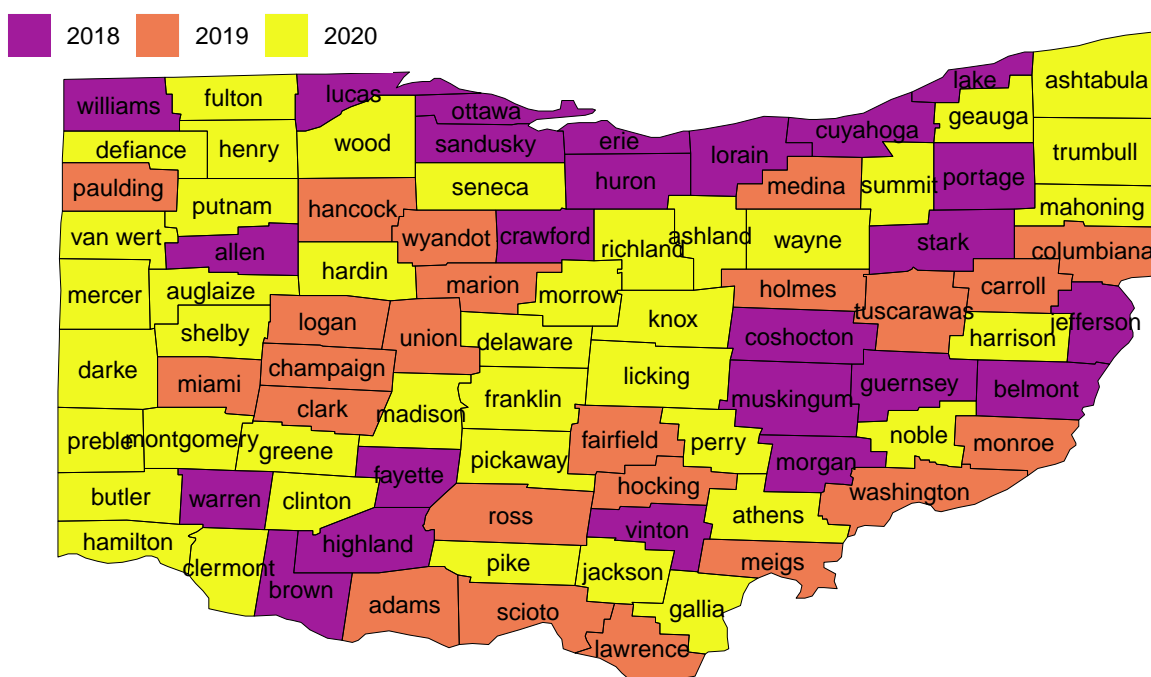 2018 2019 2020
williams
fulton
lucas
ottawa
lake
ashtabula
defiance
henry
wood
sandusky
erie
lorain
cuyahoga
geauga
trumbull
paulding
putnam
hancock
seneca
huron
medina
summit
portage
mahoning
van wert
allen
wyandot
crawford
richland
ashland
wayne
stark
columbiana
mercer
auglaize
hardin
marion
morrow
holmes
tuscarawas
carroll
jefferson
shelby
logan
union
delaware
knox
coshocton
harrison
darke
miami
champaign
clark
madison
franklin
licking
muskingum
guernsey
belmont
preble
montgomery
greene
fayette
pickaway
fairfield
perry
morgan
noble
monroe
butler
warren
clinton
ross
hocking
athens
washington
hamilton
clermont
highland
pike
vinton
meigs
brown
adams
scioto
jackson
gallia
lawrence